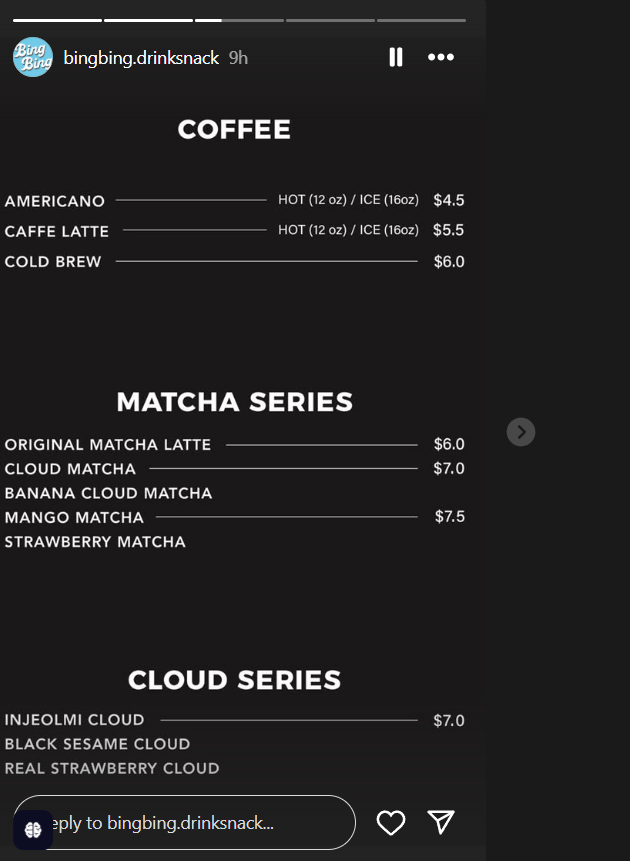 Bing
Bing
bingbing.drinksnack 9h
COFFEE
AMERICANO HOT (12 oz) / ICE (16oz) $4.5
CAFFE LATTE HOT (12 oz) / ICE (16oz) $5.5
COLD BREW $6.0
MATCHA SERIES
ORIGINAL MATCHA LATTE $6.0
CLOUD MATCHA $7.0
BANANA CLOUD MATCHA
MANGO MATCHA $7.5
STRAWBERRY MATCHA
CLOUD SERIES
INJEOLMI CLOUD $7.0
BLACK SESAME CLOUD
REAL STRAWBERRY CLOUD
eply to bingbing.drinksnack...